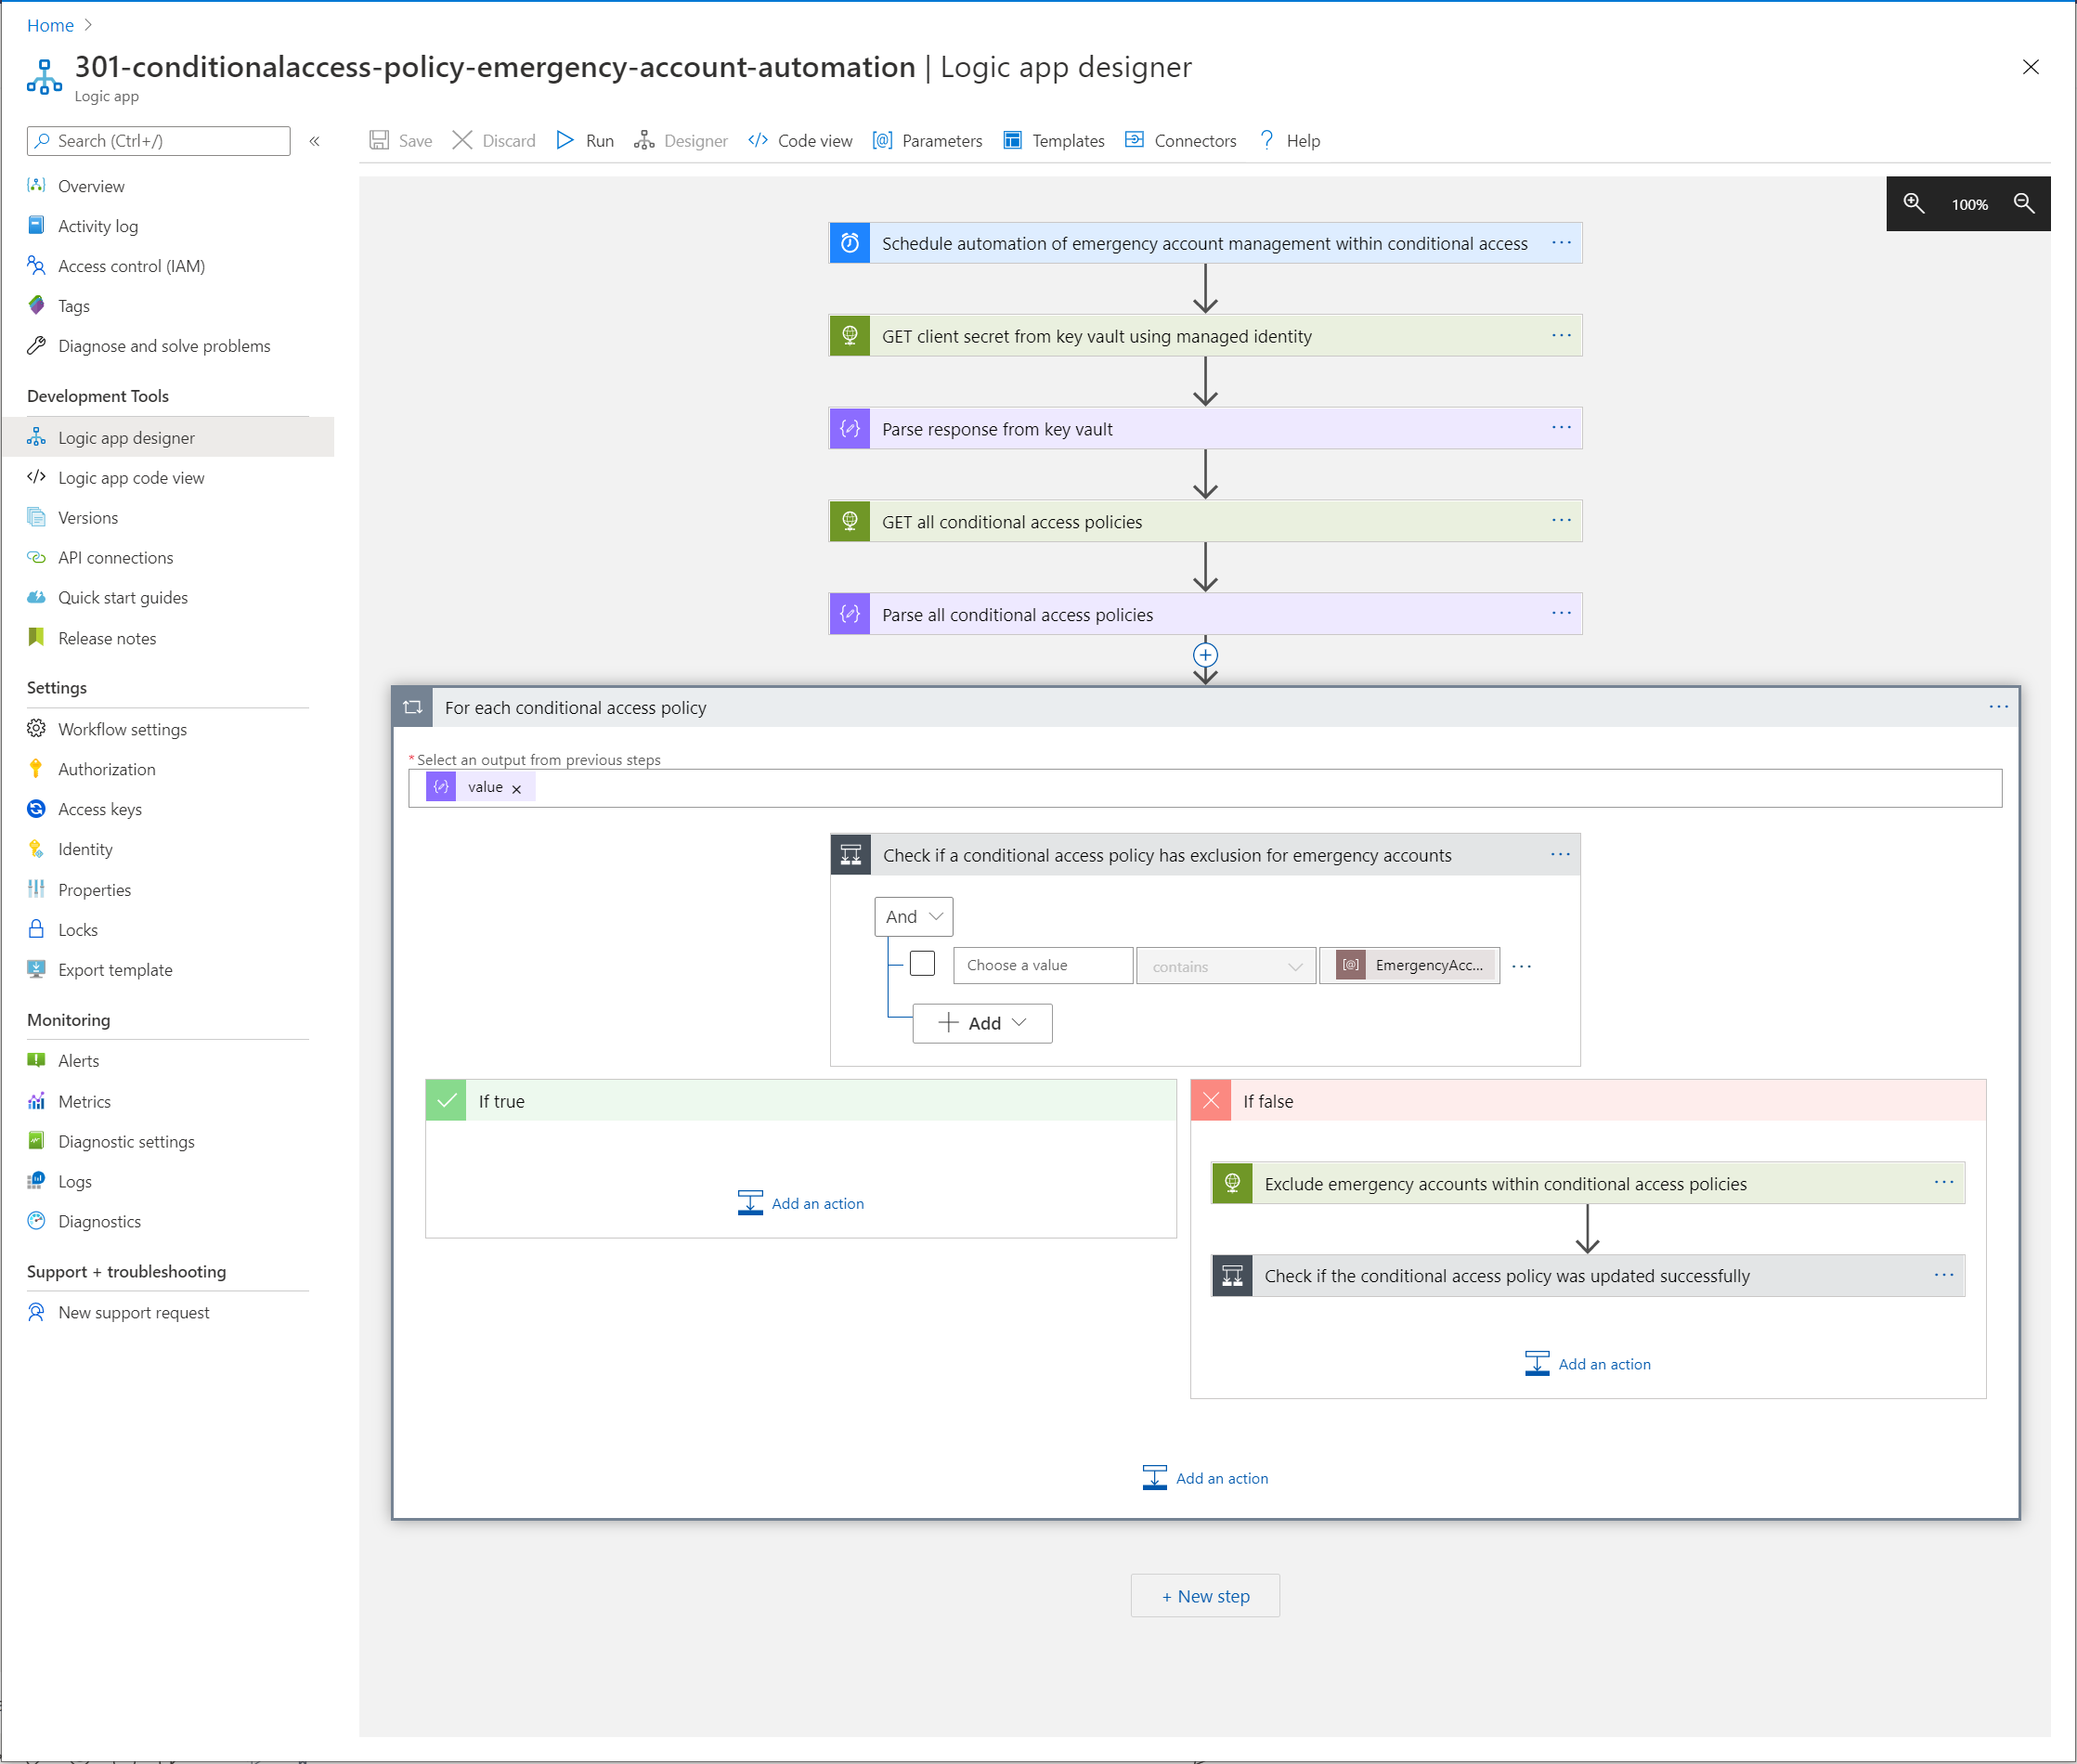 Home
301-conditionalaccess-policy-emergency-account-automation | Logic app designer
Logic app
Search (Ctrl+/)
«
Save
Discard
Run
Designer
Code view
Parameters
Templates
Connectors
Help
Overview
Activity log
Access control (IAM)
Tags
Diagnose and solve problems
Development Tools
Logic app designer
Logic app code view
Versions
API connections
Quick start guides
Release notes
Settings
Workflow settings
Authorization
Access keys
Identity
Properties
Locks
Export template
Monitoring
Alerts
Metrics
Diagnostic settings
Logs
Diagnostics
Support + troubleshooting
New support request
100%
Schedule automation of emergency account management within conditional access
GET client secret from key vault using managed identity
Parse response from key vault
GET all conditional access policies
Parse all conditional access policies
For each conditional access policy
* Select an output from previous steps
value ×
Check if a conditional access policy has exclusion for emergency accounts
And
Choose a value
contains
EmergencyAcc...
+ Add
If true
Add an action
If false
Exclude emergency accounts within conditional access policies
Check if the conditional access policy was updated successfully
Add an action
Add an action
+ New step